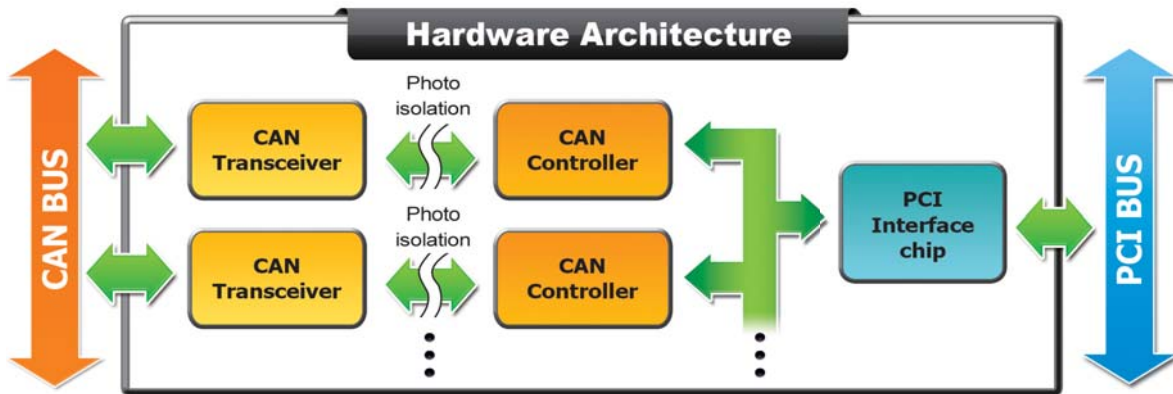 Hardware Architecture
CAN BUS
Photo
isolation
CAN
Transceiver
CAN
Controller
Photo
isolation
CAN
Transceiver
CAN
Controller
PCI
Interface
chip
PCI BUS